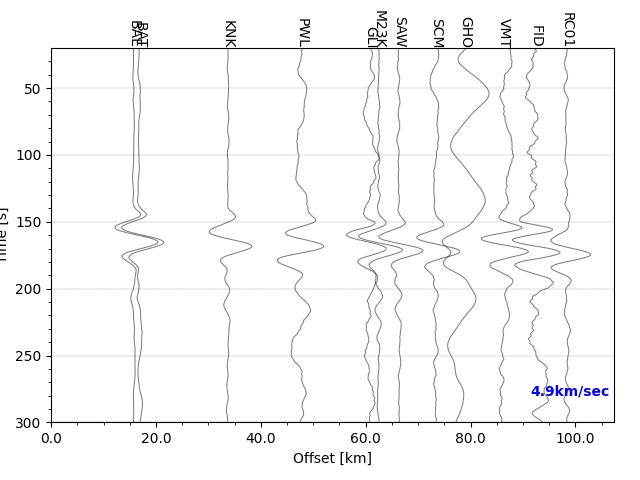 BAE BAT KNK PWL GLI M23K SAW SCM GHO VMT FID RC01
Time [s]
50
100
150
200
250
300
4.9km/sec
0.0 20.0 40.0 60.0 80.0 100.0
Offset [km]